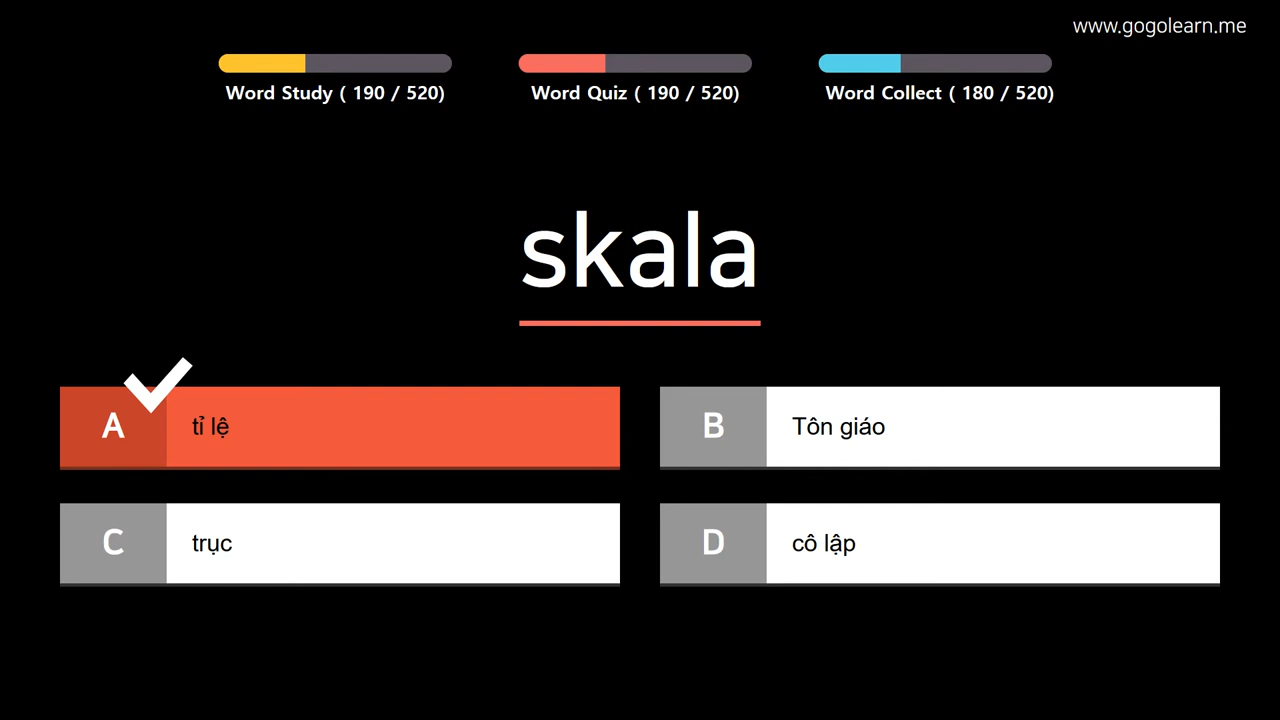 www.gogolearn.me
Word Study ( 190 / 520)
Word Quiz ( 190 / 520)
Word Collect ( 180 / 520)
skala
A
tỉ lệ
B
Tôn giáo
C
trục
D
cô lập